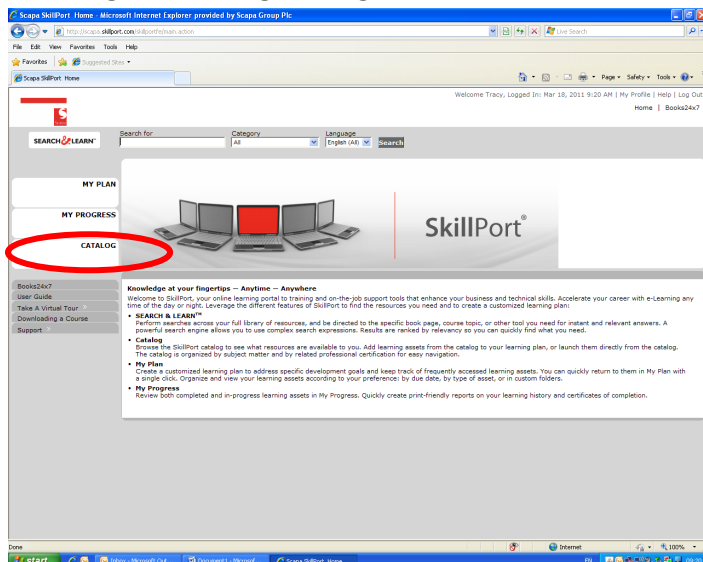 Scapa SkillPort Home - Microsoft Internet Explorer provided by Scapa Group Plc
http://scapa.skillport.com/skillportfe/main.action
Live Search
File Edit View Favorites Tools Help
Favorites Suggested Sites
Scapa SkillPort Home
Page Safety Tools
Welcome Tracy, Logged In: Mar 18, 2011 9:20 AM | My Profile | Help | Log Out
Home | Books24x7
SEARCH & LEARN™
Search for Category Language
All English (All) Search
MY PLAN
MY PROGRESS
CATALOG
SkillPort®
Books24x7
User Guide
Take A Virtual Tour
Downloading a Course
Support
Knowledge at your fingertips — Anytime — Anywhere
Welcome to SkillPort, your online learning portal to training and on-the-job support tools that enhance your business and technical skills. Accelerate your career with e-Learning any
time of the day or night. Leverage the different features of SkillPort to find the resources you need and to create a customized learning plan:
• SEARCH & LEARN™
Perform searches across your full library of resources, and be directed to the specific book page, course topic, or other tool you need for instant and relevant answers. A
powerful search engine allows you to use complex search expressions. Results are ranked by relevancy so you can quickly find what you need.
• Catalog
Browse the SkillPort catalog to see what resources are available to you. Add learning assets from the catalog to your learning plan, or launch them directly from the catalog.
The catalog is organized by subject matter and by related professional certification for easy navigation.
• My Plan
Create a customized learning plan to address specific development goals and keep track of frequently accessed learning assets. You can quickly return to them in My Plan with
a single click. Organize and view your learning assets according to your preference: by due date, by type of asset, or in custom folders.
• My Progress
Review both completed and in-progress learning assets in My Progress. Quickly create print-friendly reports on your learning history and certificates of completion.
Done Internet 100%
start Inbox - Microsoft Out... Document1 - Microsof... Scapa SkillPort Home... EN 09:20